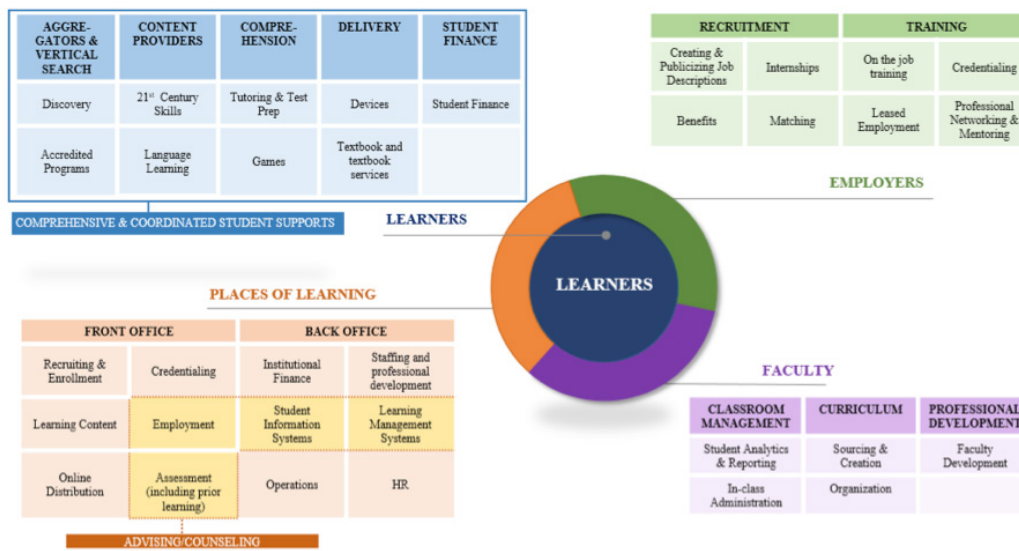 AGGRE-
GATORS &
VERTICAL
SEARCH
CONTENT
PROVIDERS
COMPRE-
HENSION
DELIVERY
STUDENT
FINANCE
Discovery
21st Century
Skills
Tutoring & Test
Prep
Devices
Student Finance
Accredited
Programs
Language
Learning
Games
Textbook and
textbook
services
COMPREHENSIVE & COORDINATED STUDENT SUPPORTS
RECRUITMENT
TRAINING
Creating &
Publicizing Job
Descriptions
Internships
On the job
training
Credentialing
Benefits
Matching
Leased
Employment
Professional
Networking &
Mentoring
EMPLOYERS
LEARNERS
LEARNERS
PLACES OF LEARNING
FRONT OFFICE
BACK OFFICE
Recruiting &
Enrollment
Credentialing
Institutional
Finance
Staffing and
professional
development
Learning Content
Employment
Student
Information
Systems
Learning
Management
Systems
Online
Distribution
Assessment
(including prior
learning)
Operations
HR
ADVISING/COUNSELING
FACULTY
CLASSROOM
MANAGEMENT
CURRICULUM
PROFESSIONAL
DEVELOPMENT
Student Analytics
& Reporting
Sourcing &
Creation
Faculty
Development
In-class
Administration
Organization